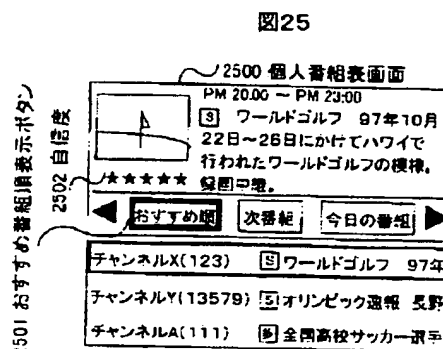 図25
2500 個人番組表画面
PM 20:00 ～ PM 23:00
S ワールドゴルフ 97年10月
22日～26日にかけてハワイで
行われたワールドゴルフの模様。
録画中継。
★★★★★
2502 自信度
2501 おすすめ番組順表示ボタン
おすすめ順 次番組 今日の番組
チャンネルX(123) S ワールドゴルフ 97年
チャンネルY(13579) S オリンピック速報 長野
チャンネルA(111) 全国高校サッカー選手